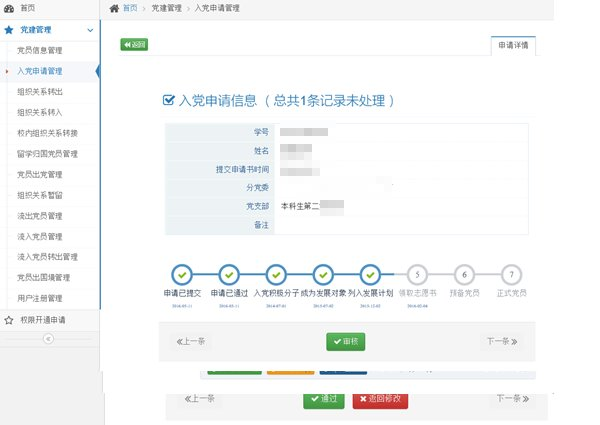 首页
党建管理
党员信息管理
入党申请管理
组织关系转出
组织关系转入
校内组织关系转接
留学归国党员管理
党员出党管理
组织关系暂留
流出党员管理
流入党员管理
流入党员转出管理
党员出国境管理
用户注册管理
权限开通申请
首页 > 党建管理 > 入党申请管理
返回
申请详情
入党申请信息（总共1条记录未处理）
学号
姓名
提交申请书时间
分党委
党支部 本科生第二
备注
5 6 7
申请已提交 申请已通过 入党积极分子 成为发展对象 列入发展计划 领取志愿书 预备党员 正式党员
上一条 审核 下一条
上一条 通过 返回修改 下一条